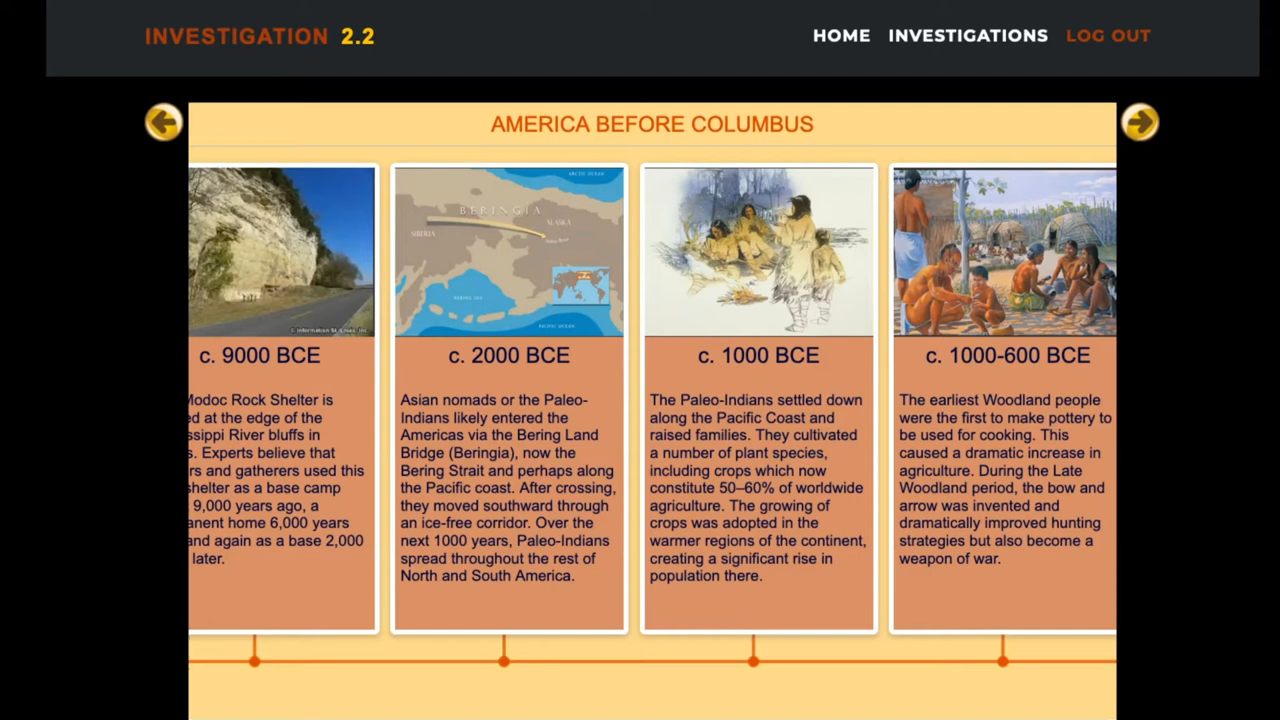 INVESTIGATION 2.2
HOME INVESTIGATIONS LOG OUT
AMERICA BEFORE COLUMBUS
c. 9000 BCE
Rock Shelter is
at the edge of the
River bluffs in
Experts believe that
and gatherers used this
as a base camp
9,000 years ago, a
home 6,000 years
and again as a base 2,000
later.
BERINGIA
ARCTIC OCEAN
ALASKA
SIBERIA
BERING SEA
PACIFIC OCEAN
c. 2000 BCE
Asian nomads or the Paleo-
Indians likely entered the
Americas via the Bering Land
Bridge (Beringia), now the
Bering Strait and perhaps along
the Pacific coast. After crossing,
they moved southward through
an ice-free corridor. Over the
next 1000 years, Paleo-Indians
spread throughout the rest of
North and South America.
c. 1000 BCE
The Paleo-Indians settled down
along the Pacific Coast and
raised families. They cultivated
a number of plant species,
including crops which now
constitute 50–60% of worldwide
agriculture. The growing of
crops was adopted in the
warmer regions of the continent,
creating a significant rise in
population there.
c. 1000-600 BCE
The earliest Woodland people
were the first to make pottery to
be used for cooking. This
caused a dramatic increase in
agriculture. During the Late
Woodland period, the bow and
arrow was invented and
dramatically improved hunting
strategies but also become a
weapon of war.